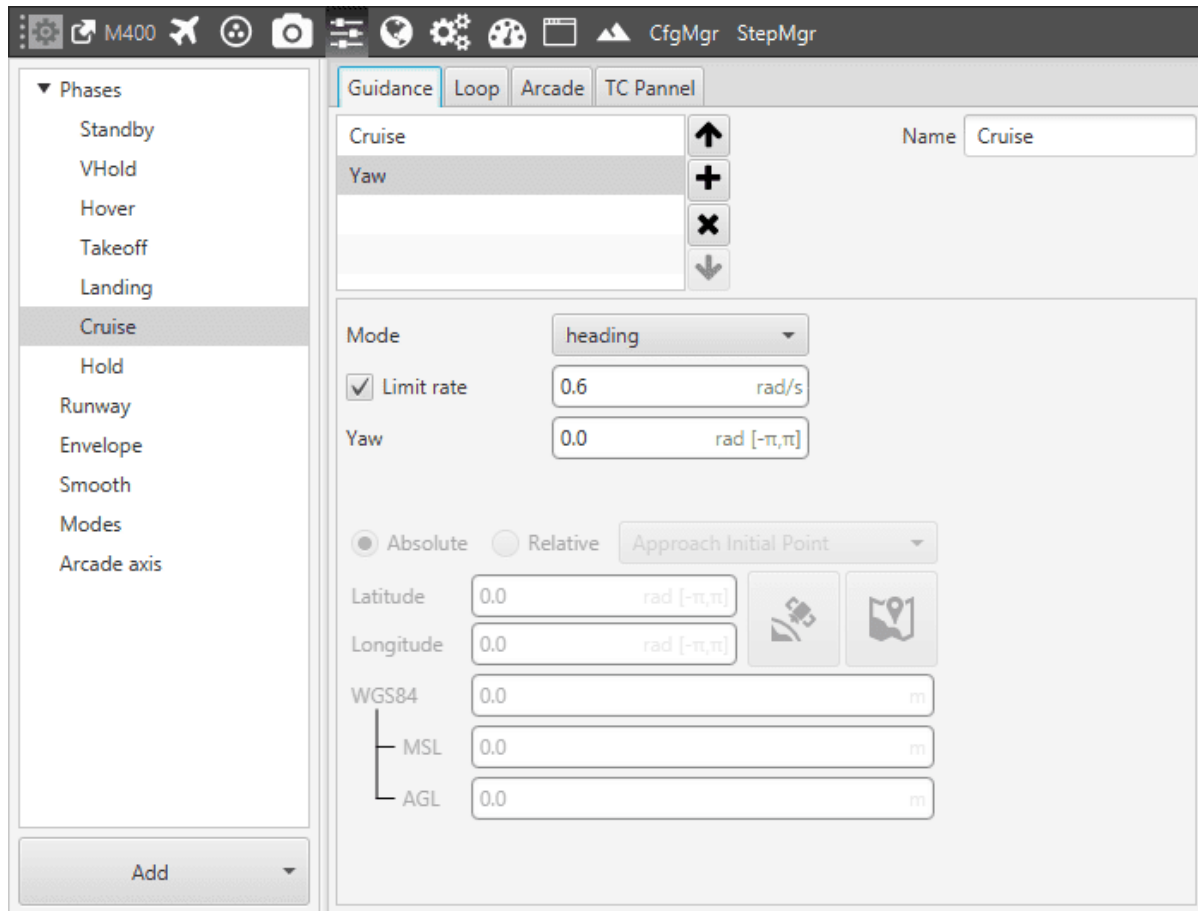 M400 CfgMgr StepMgr
Phases
Standby
VHold
Hover
Takeoff
Landing
Cruise
Hold
Runway
Envelope
Smooth
Modes
Arcade axis
Add
Guidance Loop Arcade TC Pannel
Cruise
Yaw
Name Cruise
Mode heading
Limit rate 0.6 rad/s
Yaw 0.0 rad [-π,π]
Absolute Relative Approach Initial Point
Latitude 0.0 rad [-π,π]
Longitude 0.0 rad [-π,π]
WGS84 0.0 m
MSL 0.0 m
AGL 0.0 m